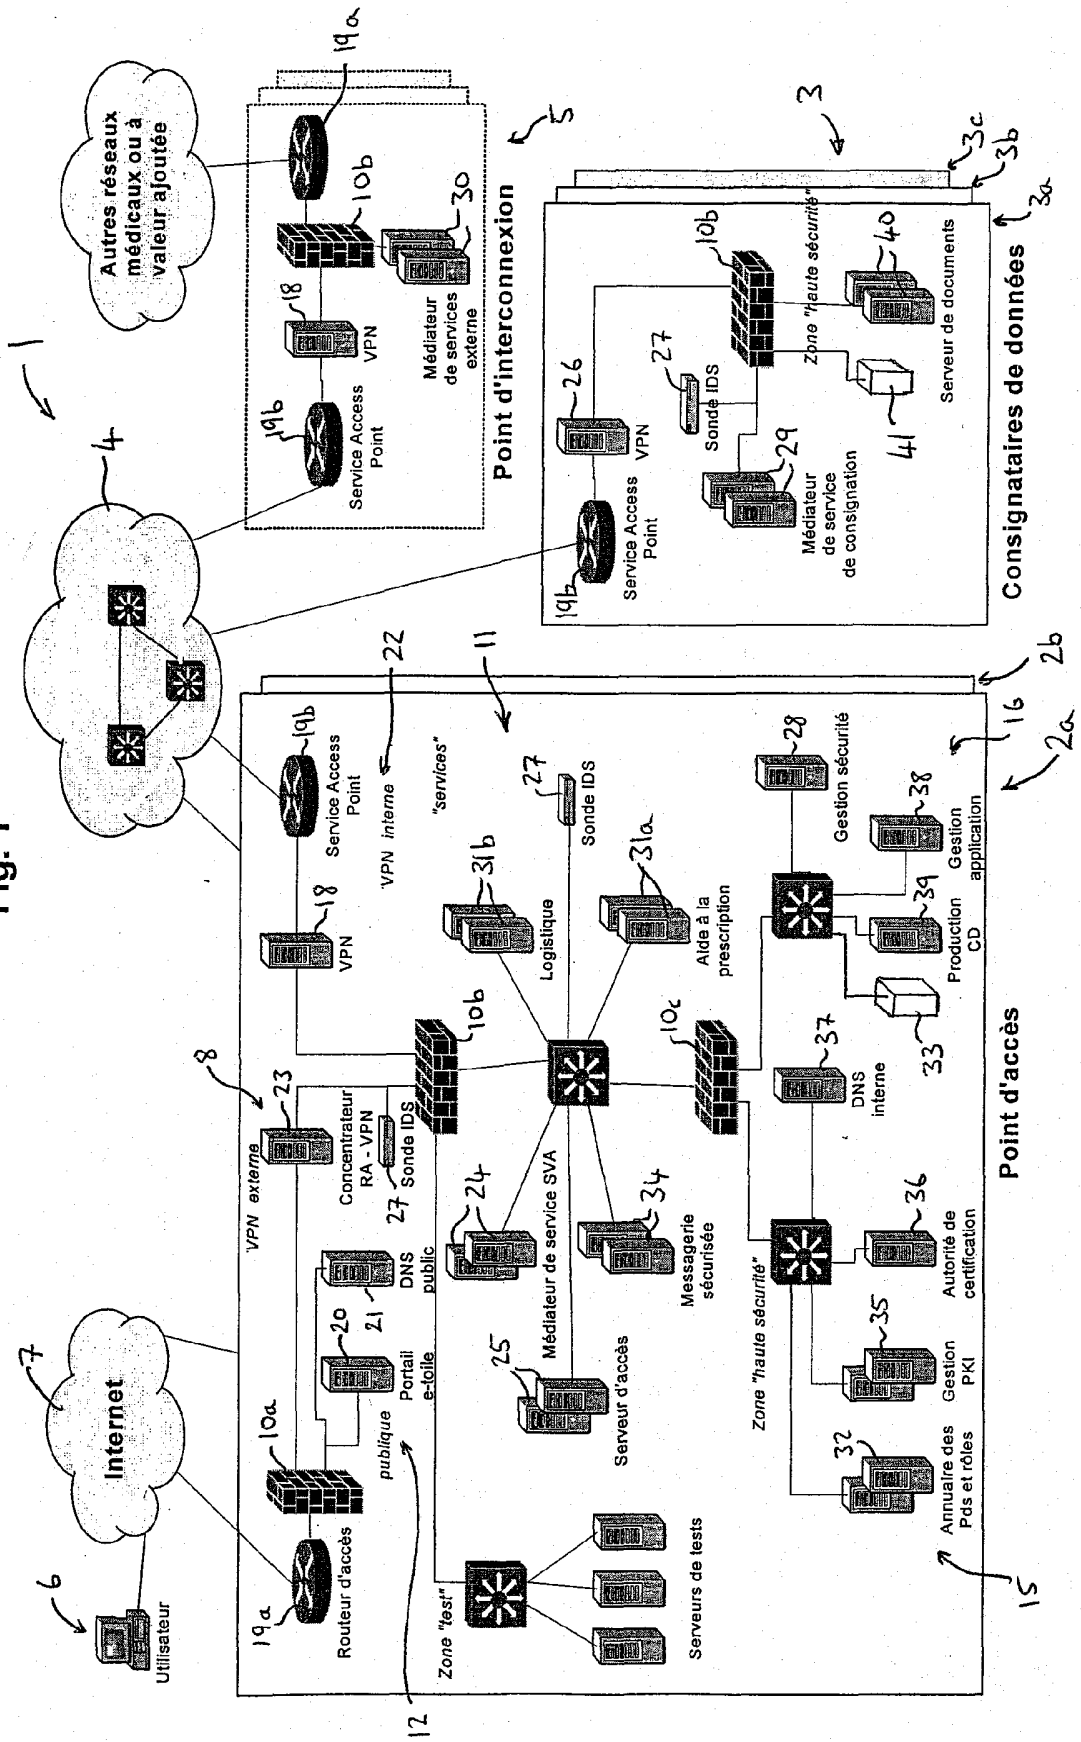 Fig. 1
1
6
Utilisateur
7
Internet
4
Autres réseaux
médicaux ou à
valeur ajoutée
19a
Routeur d'accès
10a
publique
12
20
Portail
e-toile
21
DNS
public
"VPN externe
8
23
Concentrateur
RA - VPN
27
Sonde IDS
18
VPN
19b
Service Access
Point
'VPN interne
22
10b
"services"
11
Zone "test"
Serveurs de tests
25
Serveur d'accès
24
Médiateur de service SVA
34
Messagerie
sécurisée
31b
Logistique
27
Sonde IDS
31a
Aide à la
prescription
10c
Zone "haute sécurité"
32
Annuaire des
Pds et rôles
15
35
Gestion
PKI
36
Autorité de
certification
37
DNS
interne
33
39
Production
CD
38
Gestion
application
28
Gestion sécurité
16
2a
2b
Point d'accès
19b
Service Access
Point
18
VPN
10b
19a
30
Médiateur
de services
externe
5
Point d'interconnexion
3
19b
Service Access
Point
26
VPN
27
Sonde IDS
10b
29
Médiateur
de service
de consignation
Zone "haute sécurité"
41
40
Serveur de documents
3a
3b
3c
Consignataires de données